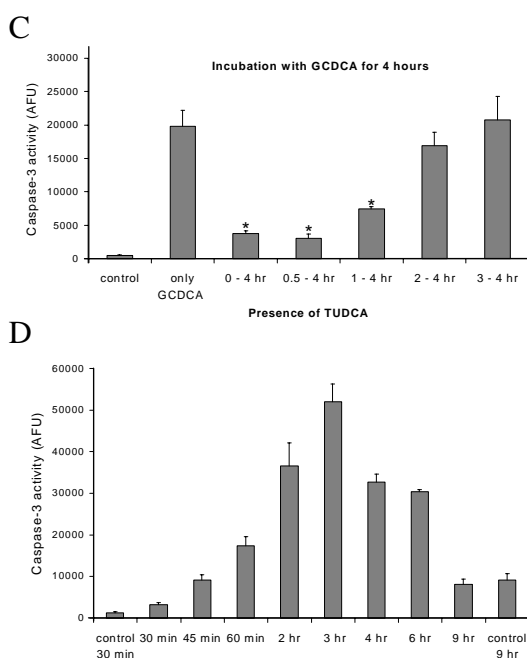 C
Incubation with GCDCA for 4 hours
Caspase-3 activity (AFU)
30000
25000
20000
15000
10000
5000
0
* * *
control only GCDCA 0 - 4 hr 0.5 - 4 hr 1 - 4 hr 2 - 4 hr 3 - 4 hr
Presence of TUDCA
D
Caspase-3 activity (AFU)
60000
50000
40000
30000
20000
10000
0
control 30 min 45 min 60 min 2 hr 3 hr 4 hr 6 hr 9 hr control
30 min 9 hr